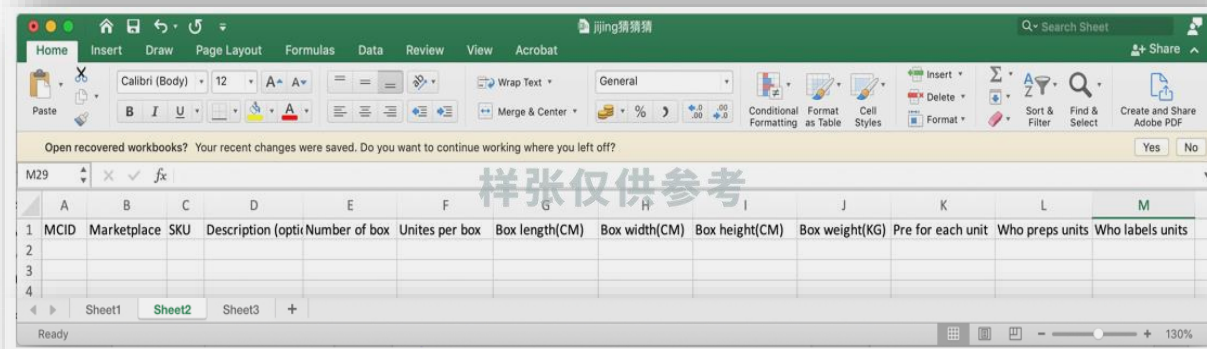 jijing猜猜猜
Search Sheet
Home Insert Draw Page Layout Formulas Data Review View Acrobat
Share
Paste
Calibri (Body) 12 A A
B I U A
Wrap Text
Merge & Center
General
%
Conditional Formatting
Format as Table
Cell Styles
Insert
Delete
Format
Sort & Filter
Find & Select
Create and Share Adobe PDF
Open recovered workbooks? Your recent changes were saved. Do you want to continue working where you left off?
Yes No
M29 fx
样张仅供参考
A B C D E F G H I J K L M
1 MCID Marketplace SKU Description (optic Number of box Unites per box Box length(CM) Box width(CM) Box height(CM) Box weight(KG) Pre for each unit Who preps units Who labels units
2
3
4
Sheet1 Sheet2 Sheet3 +
Ready
130%